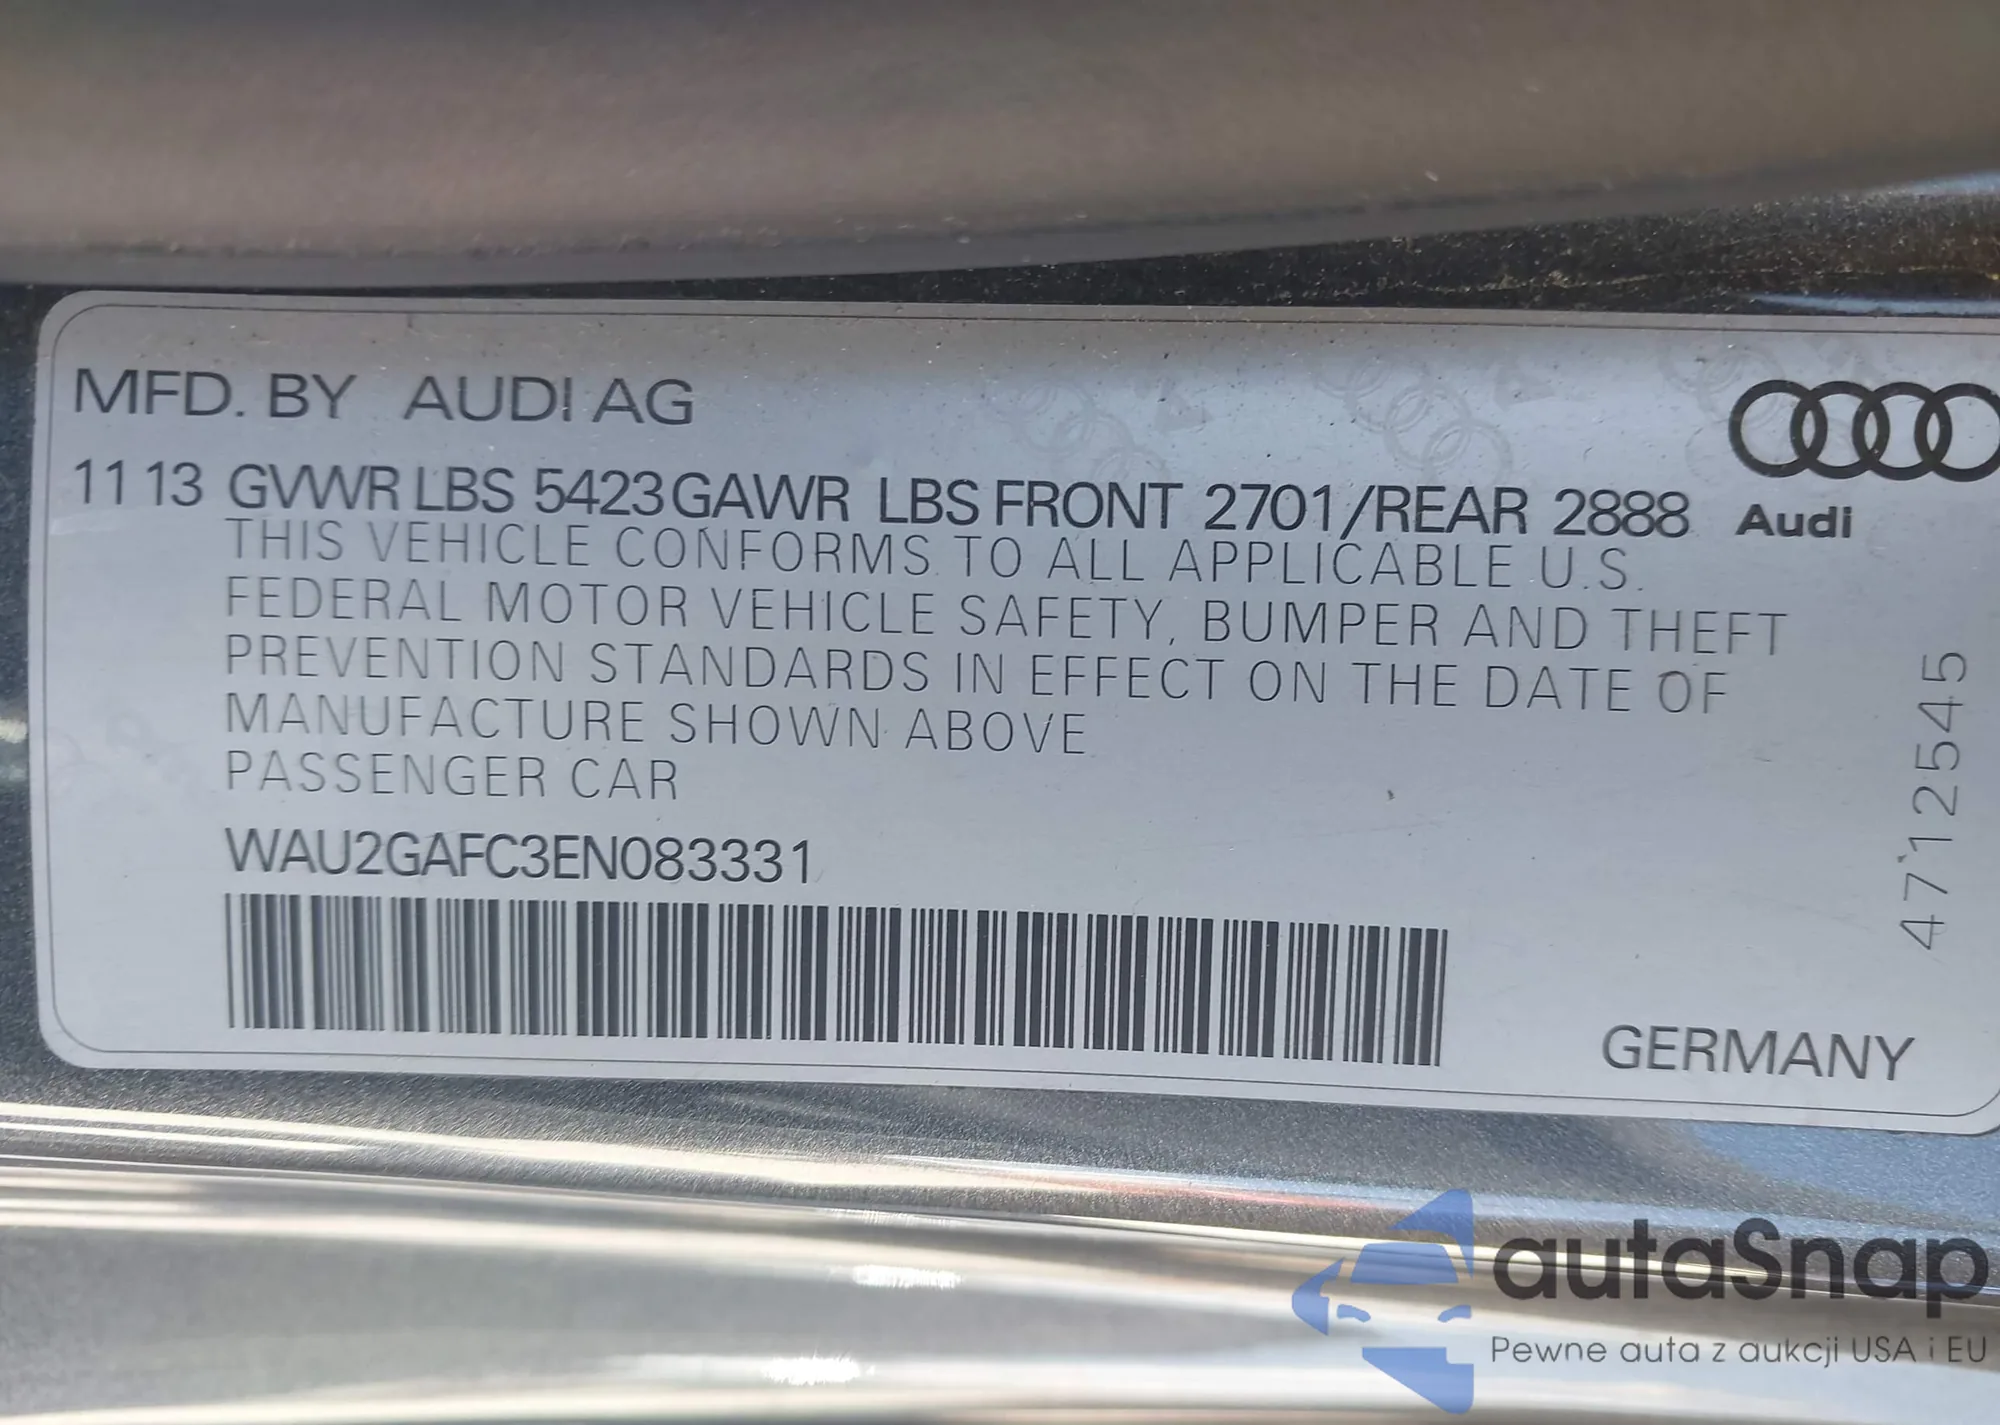 MFD. BY AUDI AG
11 13 GVWR LBS 5423 GAWR LBS FRONT 2701/REAR 2888
Audi
THIS VEHICLE CONFORMS TO ALL APPLICABLE U.S.
FEDERAL MOTOR VEHICLE SAFETY, BUMPER AND THEFT
PREVENTION STANDARDS IN EFFECT ON THE DATE OF
MANUFACTURE SHOWN ABOVE
PASSENGER CAR
WAU2GAFC3EN083331
4712545
GERMANY
autaSnap
Pewne auta z aukcji USA i EU